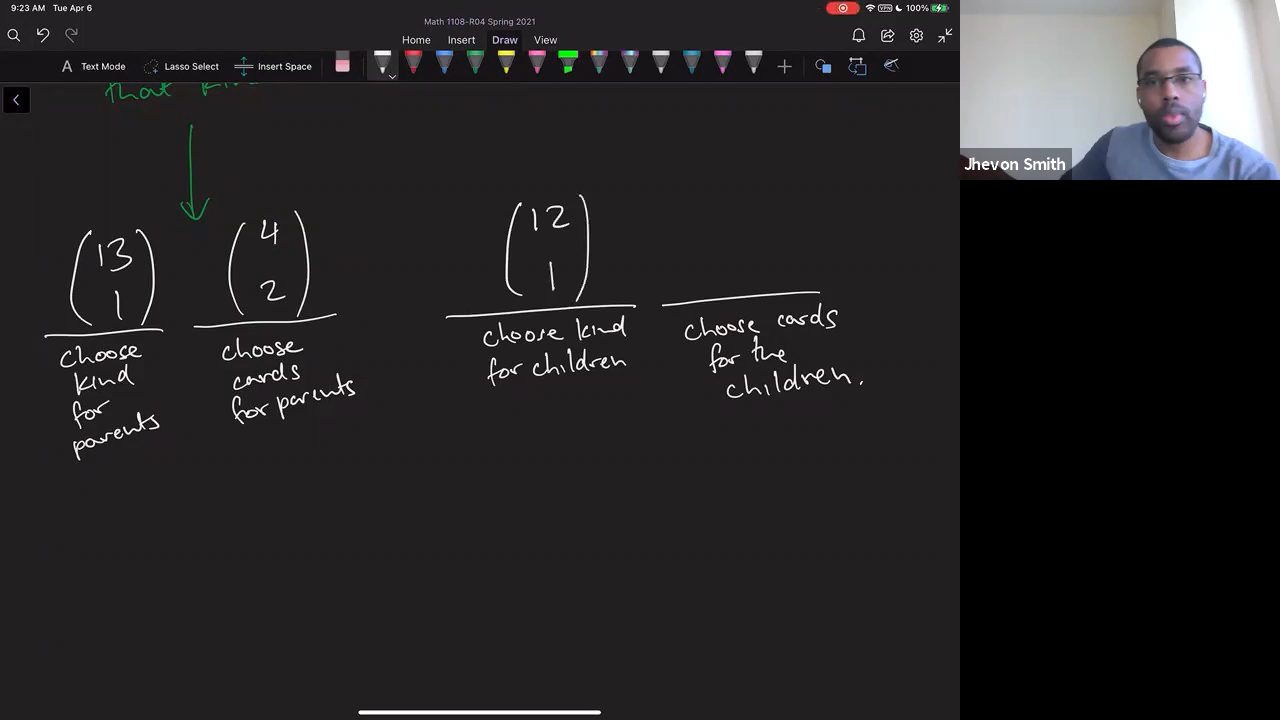 9:23 AM Tue Apr 6
VPN 100%
Math 1108-R04 Spring 2021
Home Insert Draw View
Text Mode Lasso Select Insert Space
that
Jhevon Smith
(13 1) (4 2) (12 1)
choose kind for parents
choose cards for parents
choose kind for children
choose cards for the children.